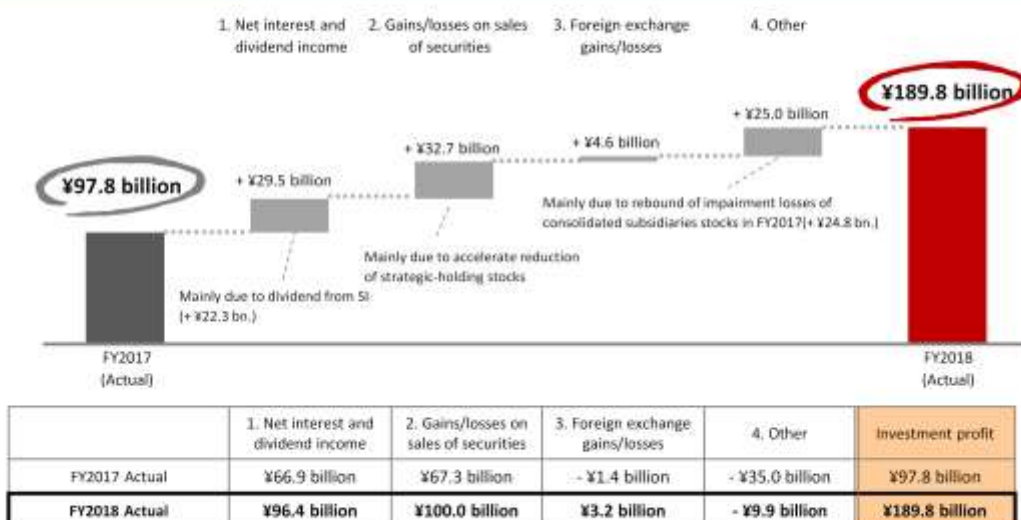 1. Net interest and dividend income
2. Gains/losses on sales of securities
3. Foreign exchange gains/losses
4. Other
¥97.8 billion
+ ¥29.5 billion
+ ¥32.7 billion
+ ¥4.6 billion
+ ¥25.0 billion
¥189.8 billion
Mainly due to dividend from SI
(+ ¥22.3 bn.)
Mainly due to accelerate reduction
of strategic-holding stocks
Mainly due to rebound of impairment losses of
consolidated subsidiaries stocks in FY2017(+ ¥24.8 bn.)
FY2017
(Actual)
FY2018
(Actual)
1. Net interest and dividend income 2. Gains/losses on sales of securities 3. Foreign exchange gains/losses 4. Other Investment profit
FY2017 Actual ¥66.9 billion ¥67.3 billion - ¥1.4 billion - ¥35.0 billion ¥97.8 billion
FY2018 Actual ¥96.4 billion ¥100.0 billion ¥3.2 billion - ¥9.9 billion ¥189.8 billion